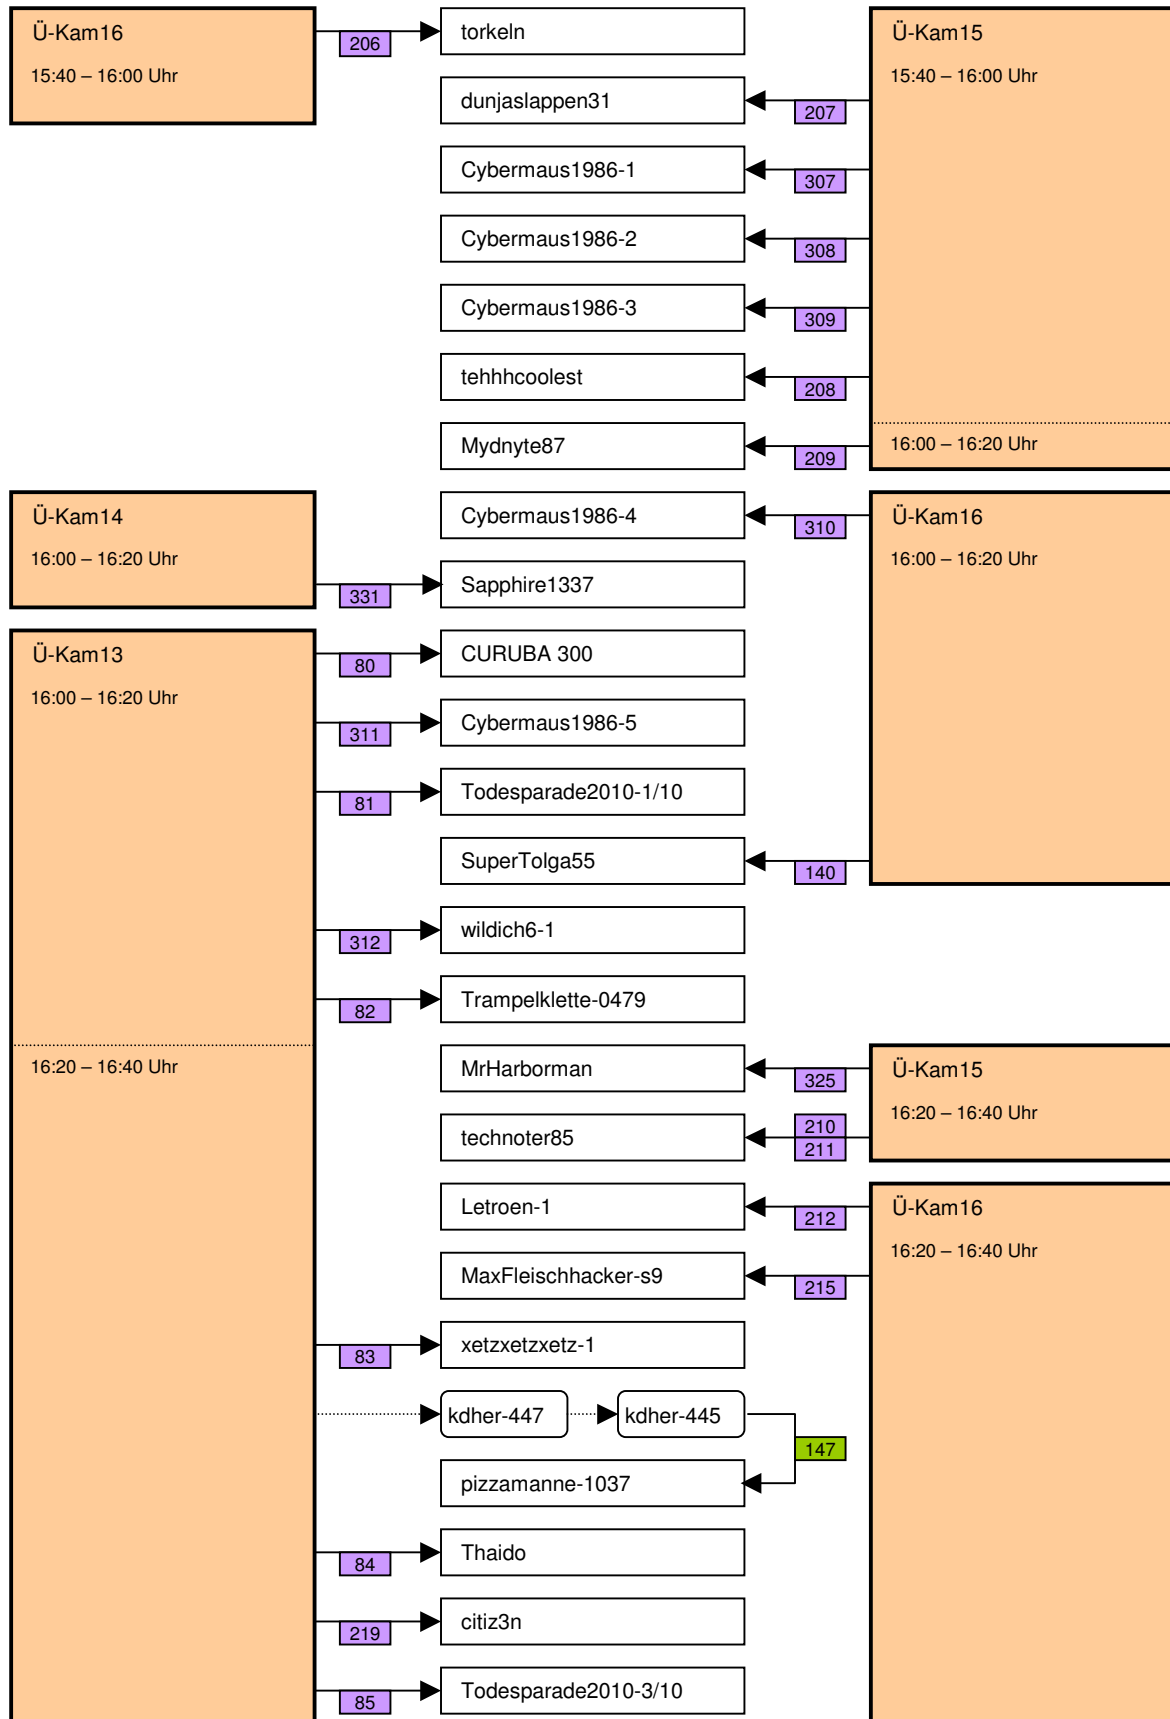 Ü-Kam16
15:40 – 16:00 Uhr
206
torkeln
Ü-Kam15
15:40 – 16:00 Uhr
dunjaslappen31
207
Cybermaus1986-1
307
Cybermaus1986-2
308
Cybermaus1986-3
309
tehhhcoolest
208
Mydnyte87
209
16:00 – 16:20 Uhr
Ü-Kam14
16:00 – 16:20 Uhr
Cybermaus1986-4
310
Ü-Kam16
16:00 – 16:20 Uhr
331
Sapphire1337
Ü-Kam13
16:00 – 16:20 Uhr
80
CURUBA 300
311
Cybermaus1986-5
81
Todesparade2010-1/10
SuperTolga55
140
312
wildich6-1
82
Trampelklette-0479
16:20 – 16:40 Uhr
MrHarborman
325
Ü-Kam15
16:20 – 16:40 Uhr
technoter85
210
211
Letroen-1
212
Ü-Kam16
16:20 – 16:40 Uhr
MaxFleischhacker-s9
215
83
xetzxetzxetz-1
kdher-447
kdher-445
147
pizzamanne-1037
84
Thaido
219
citiz3n
85
Todesparade2010-3/10